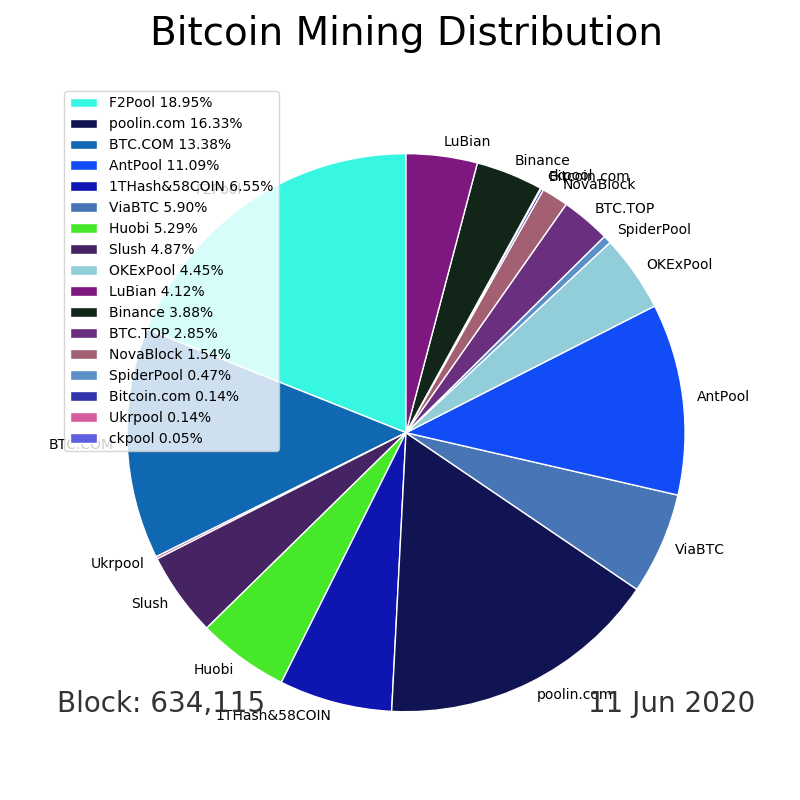 Bitcoin Mining Distribution
F2Pool 18.95%
poolin.com 16.33%
BTC.COM 13.38%
AntPool 11.09%
1THash&58COIN 6.55%
ViaBTC 5.90%
Huobi 5.29%
Slush 4.87%
OKExPool 4.45%
LuBian 4.12%
Binance 3.88%
BTC.TOP 2.85%
NovaBlock 1.54%
SpiderPool 0.47%
Bitcoin.com 0.14%
Ukrpool 0.14%
ckpool 0.05%
LuBian
Binance
ckpool
Bitcoin.com
NovaBlock
BTC.TOP
SpiderPool
OKExPool
AntPool
ViaBTC
poolin.com
1THash&58COIN
Huobi
Slush
Ukrpool
BTC.COM
Block: 634,115
11 Jun 2020